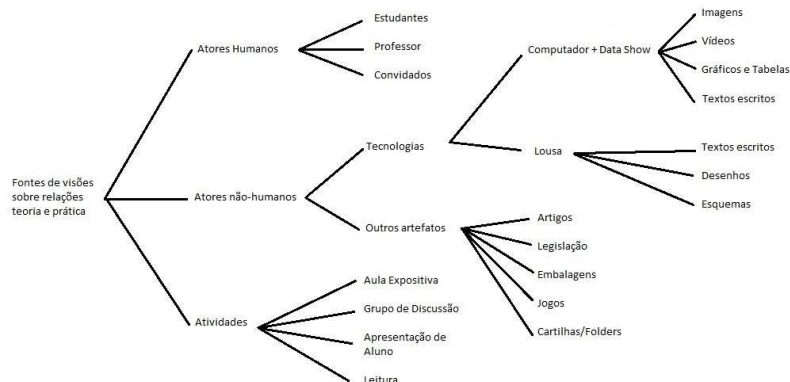 Fontes de visões
sobre relações
teoria e prática
Atores Humanos
Estudantes
Professor
Convidados
Atores não-humanos
Tecnologias
Computador + Data Show
Imagens
Vídeos
Gráficos e Tabelas
Textos escritos
Lousa
Textos escritos
Desenhos
Esquemas
Outros artefatos
Artigos
Legislação
Embalagens
Jogos
Cartilhas/Folders
Atividades
Aula Expositiva
Grupo de Discussão
Apresentação de
Aluno
Leitura